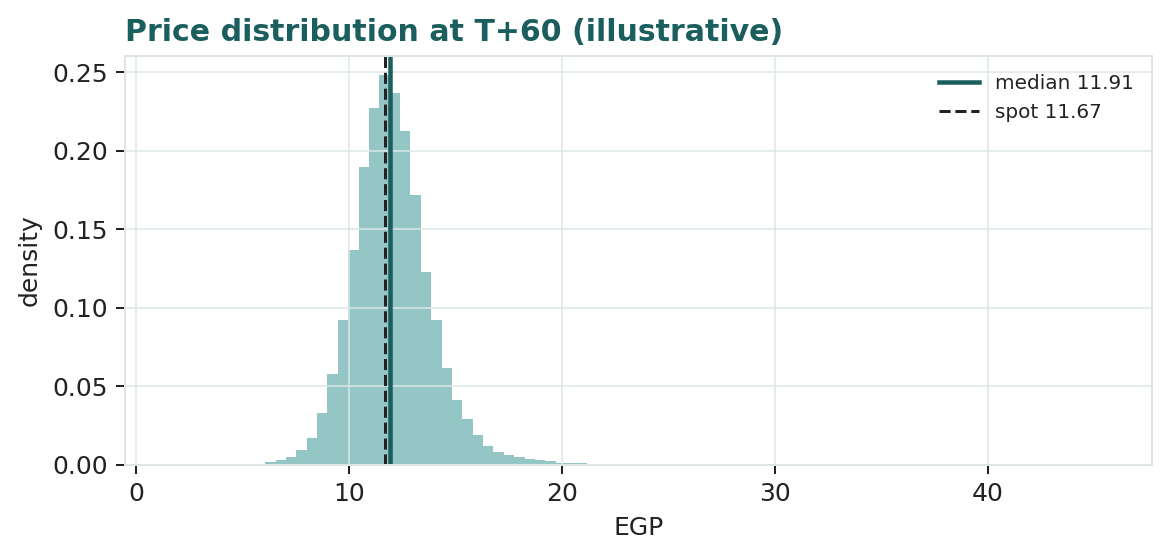 Price distribution at T+60 (illustrative)
median 11.91
spot 11.67
density
0.25
0.20
0.15
0.10
0.05
0.00
0 10 20 30 40
EGP